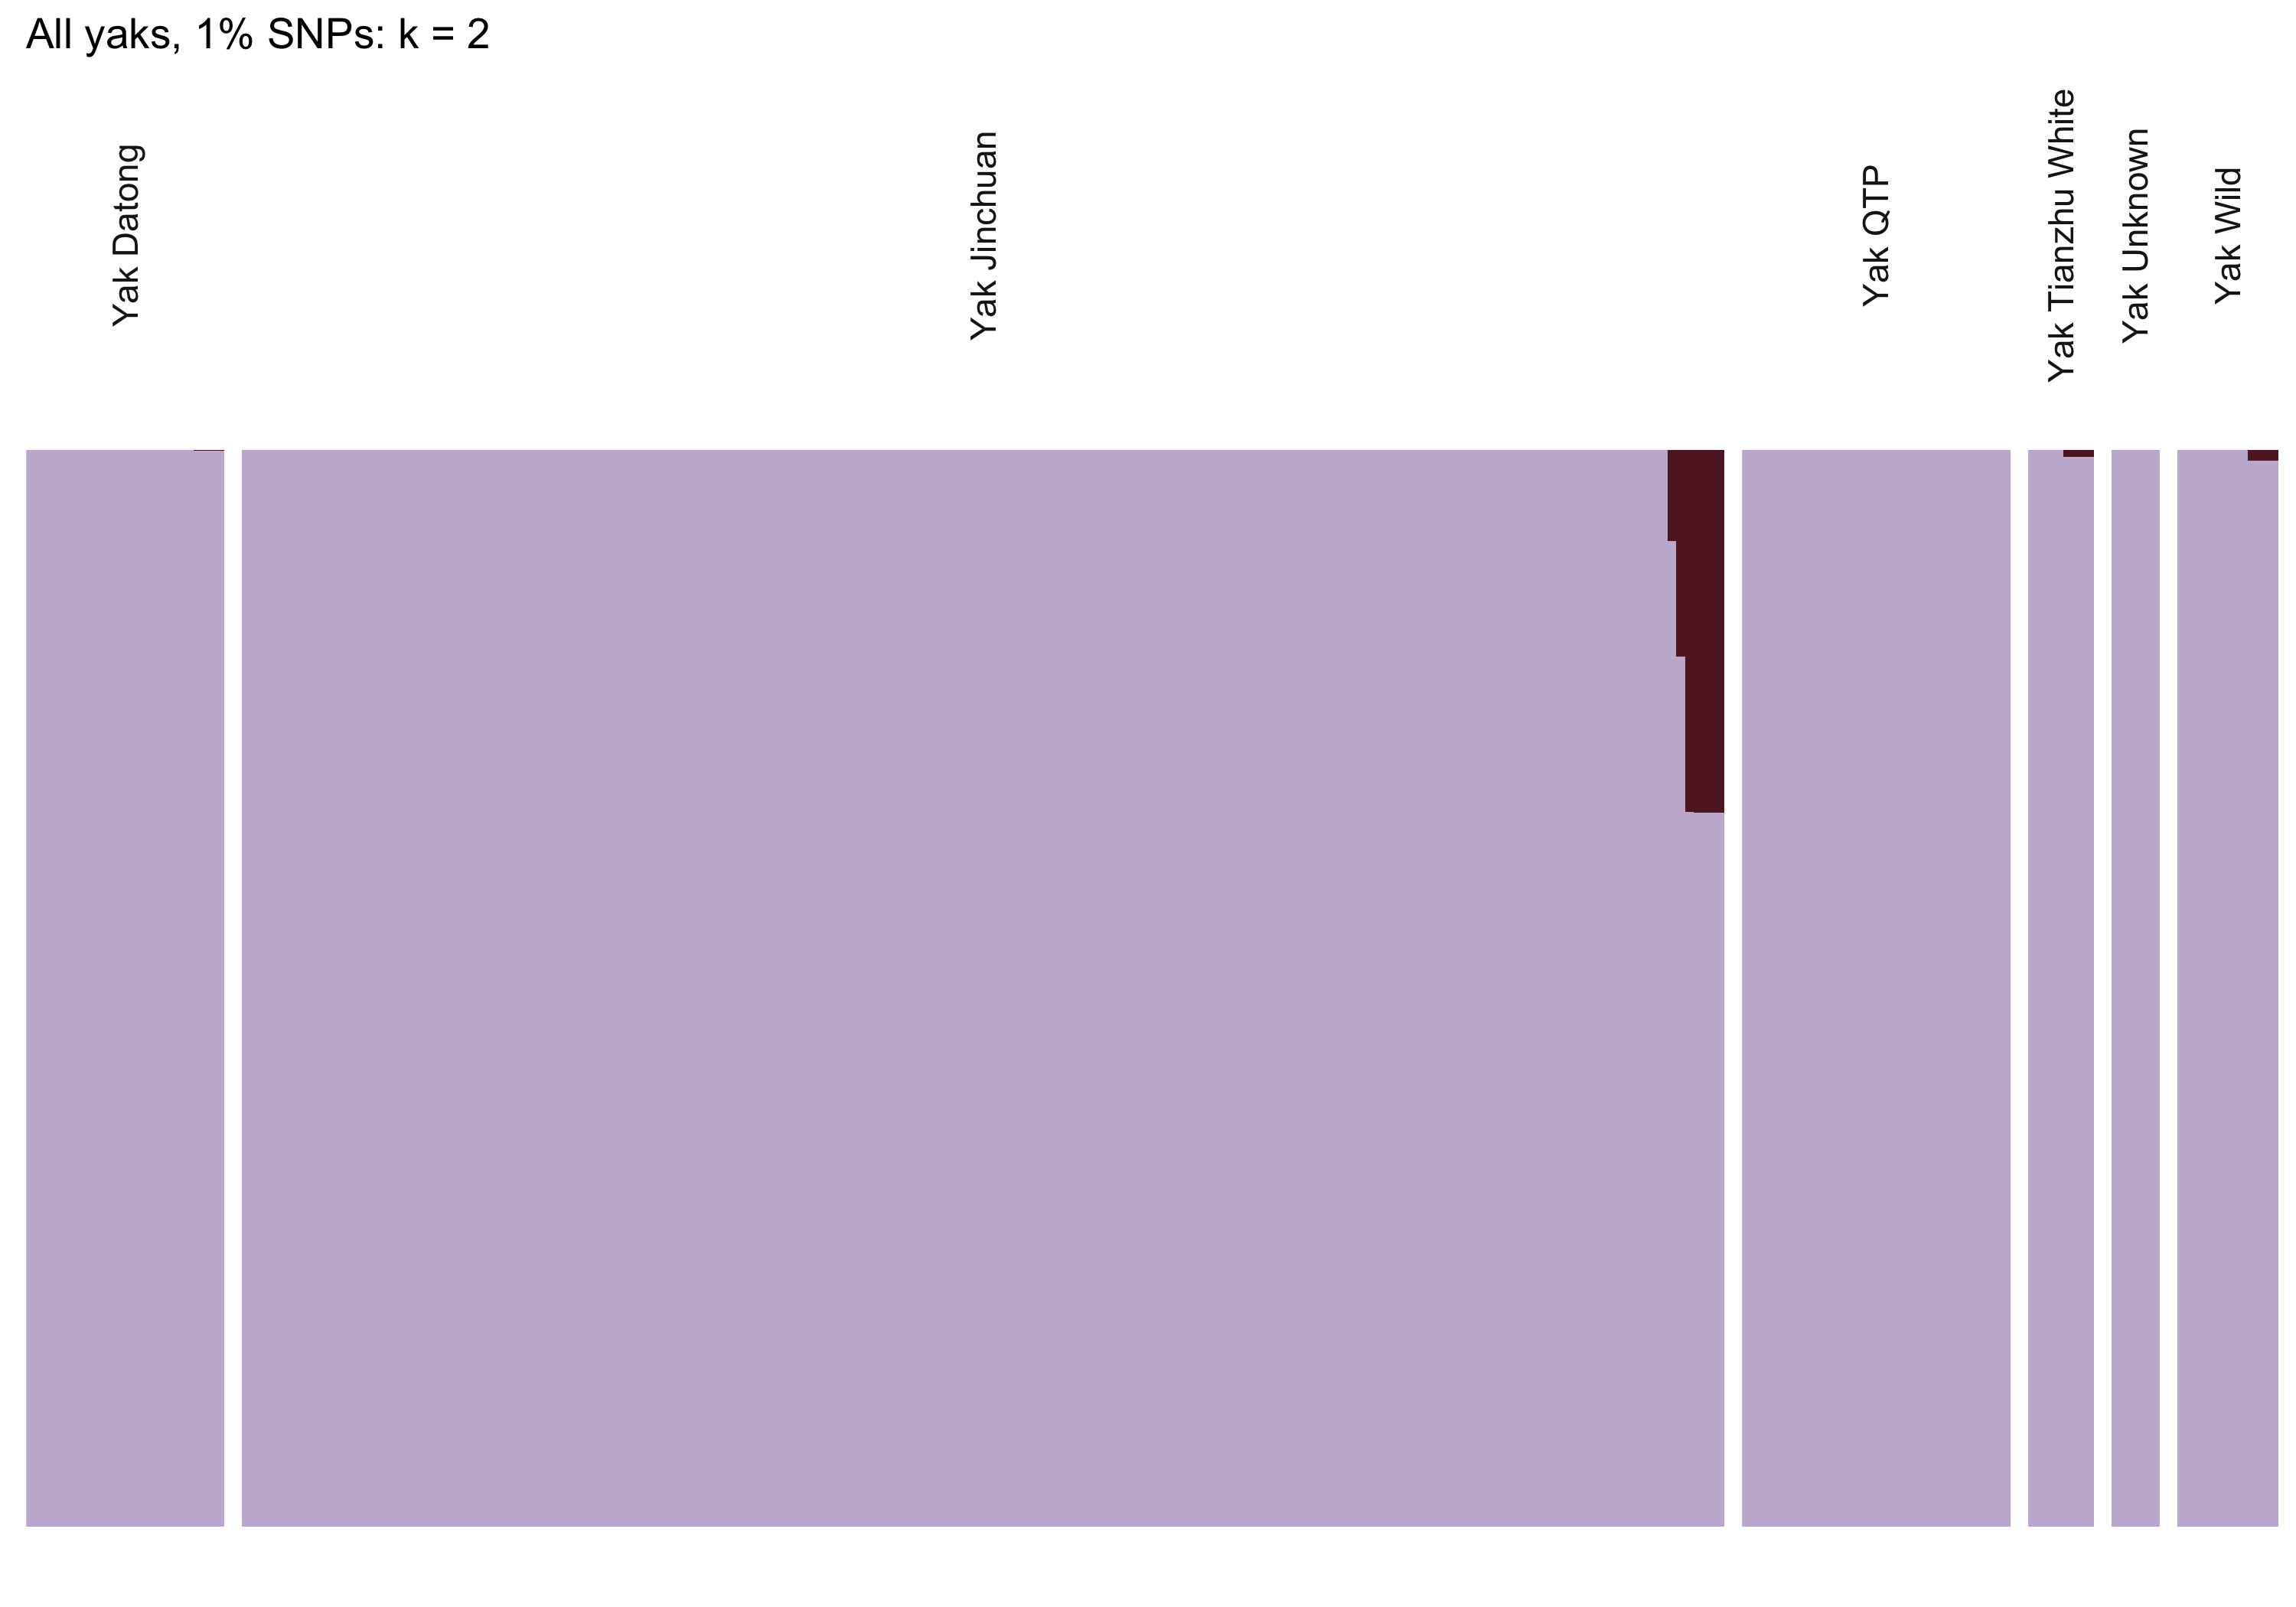 All yaks, 1% SNPs: k = 2
Yak Datong
Yak Jinchuan
Yak QTP
Yak Tianzhu White
Yak Unknown
Yak Wild